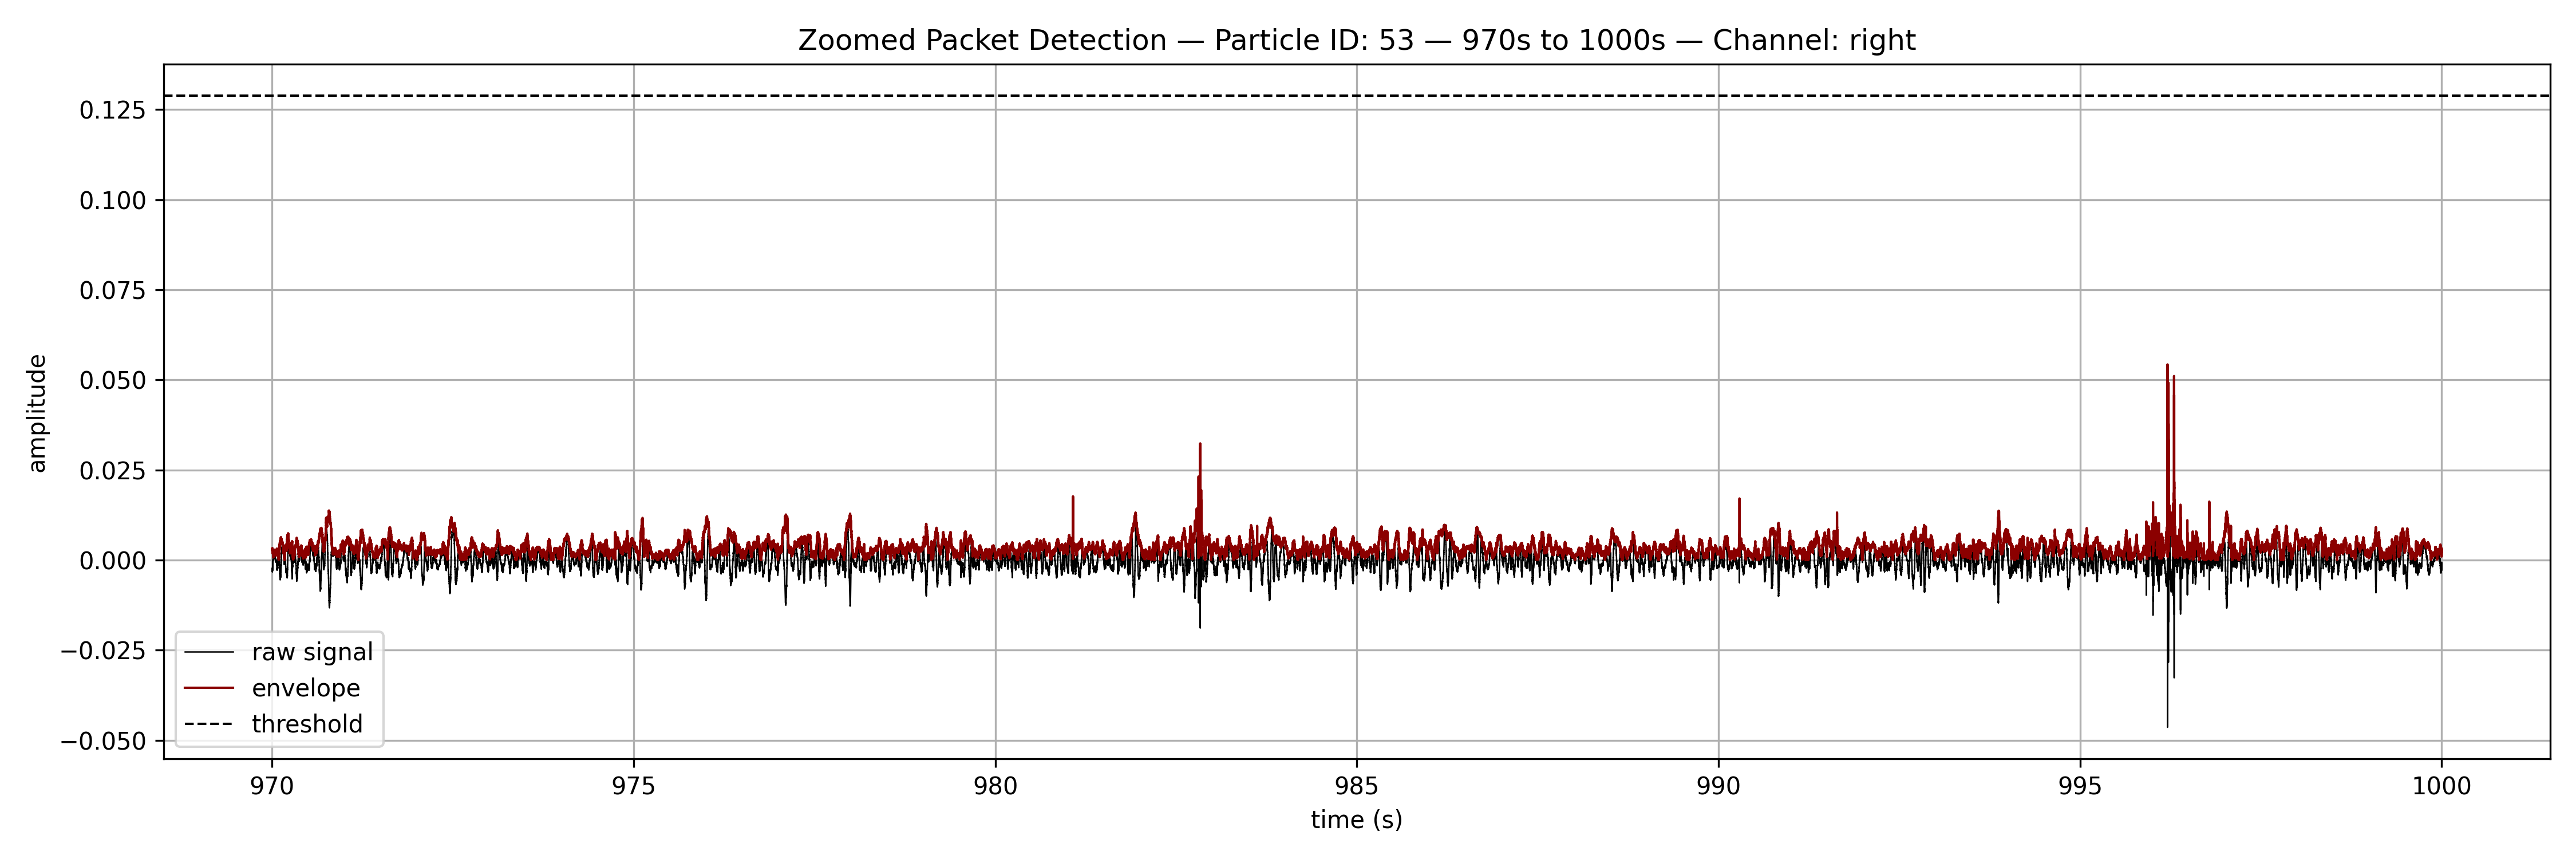 Zoomed Packet Detection — Particle ID: 53 — 970s to 1000s — Channel: right
0.125
0.100
0.075
0.050
0.025
0.000
−0.025
−0.050
amplitude
raw signal
envelope
threshold
970 975 980 985 990 995 1000
time (s)